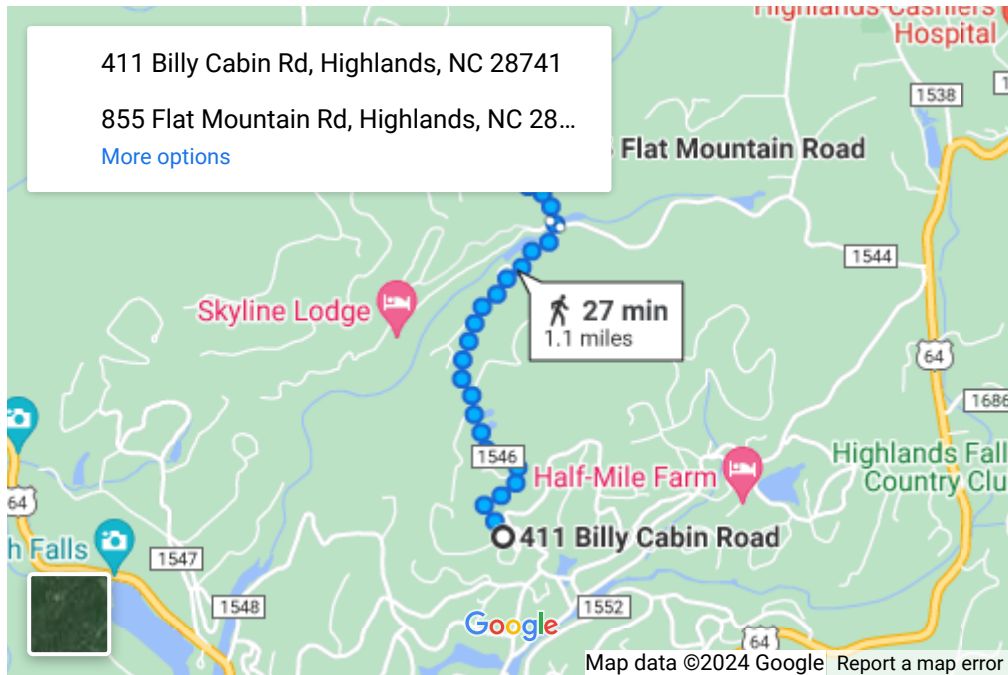 Highlands-Cashiers
Hospital
411 Billy Cabin Rd, Highlands, NC 28741
855 Flat Mountain Rd, Highlands, NC 28...
More options
1538
Flat Mountain Road
1544
Skyline Lodge
27 min
1.1 miles
64
1686
1546
Half-Mile Farm
Highlands Fall
Country Clu
64
411 Billy Cabin Road
h Falls
1547
1548
1552
Google
64
Map data ©2024 Google
Report a map error